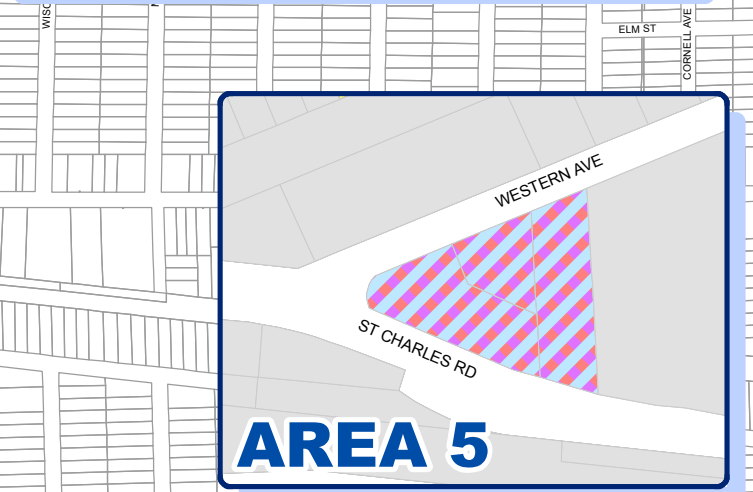 ELM ST
CORNELL AVE
WESTERN AVE
ST CHARLES RD
AREA 5